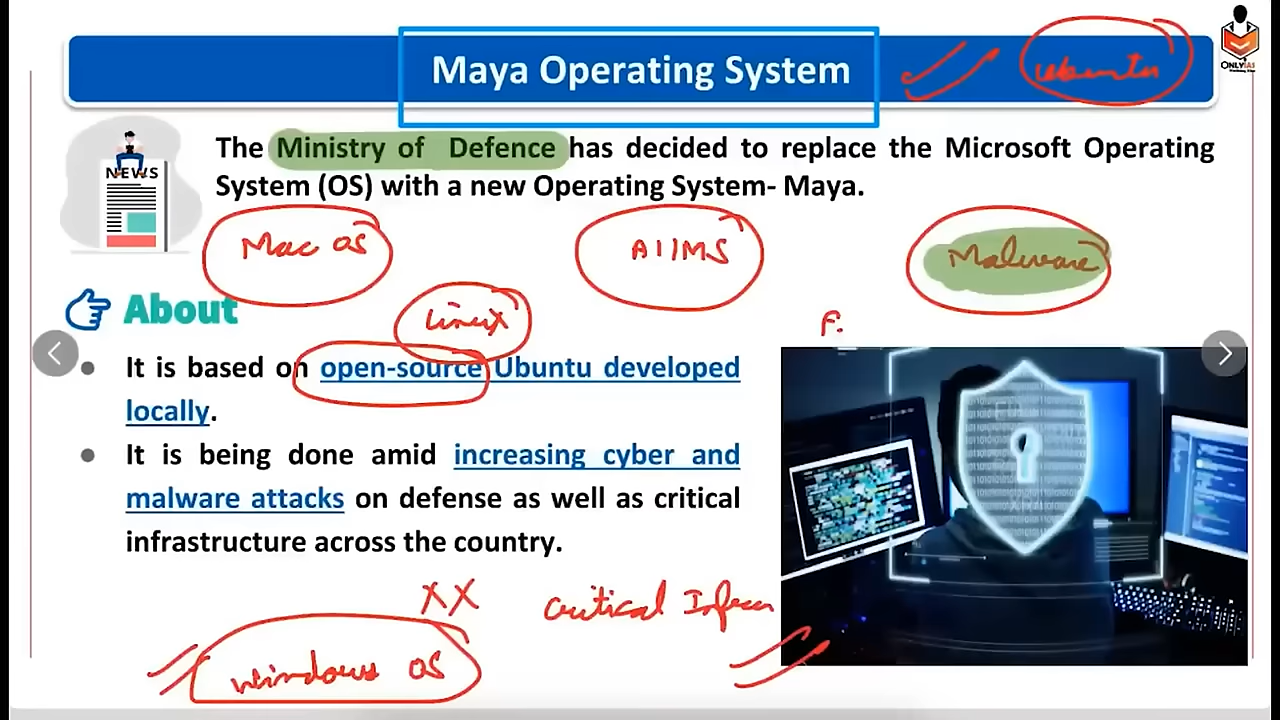 Maya Operating System
Ubuntu
ONLYIAS
NEWS
The Ministry of Defence has decided to replace the Microsoft Operating
System (OS) with a new Operating System- Maya.
Mac OS
AIIMS
Malware
Linux
F.
About
It is based on open-source Ubuntu developed
locally.
It is being done amid increasing cyber and
malware attacks on defense as well as critical
infrastructure across the country.
XX
Critical Infra
Windows OS